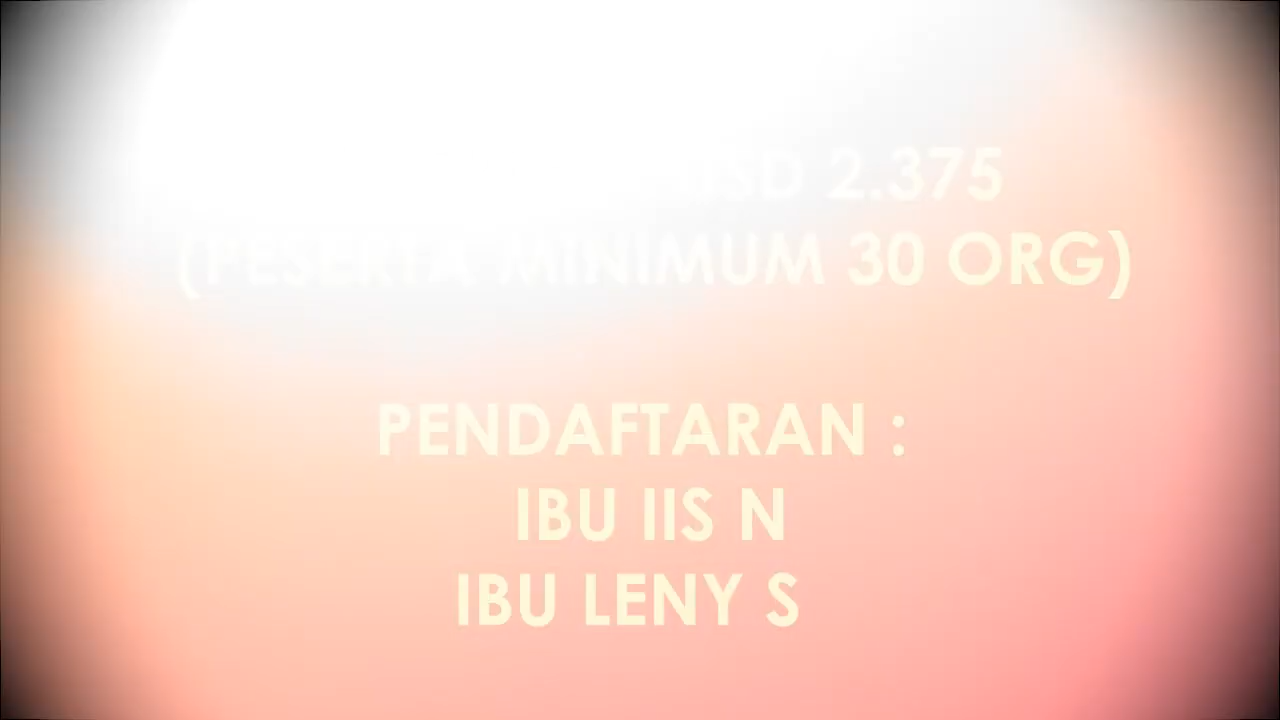 USD 2.375
(PESERTA MINIMUM 30 ORG)
PENDAFTARAN :
IBU IIS N
IBU LENY S